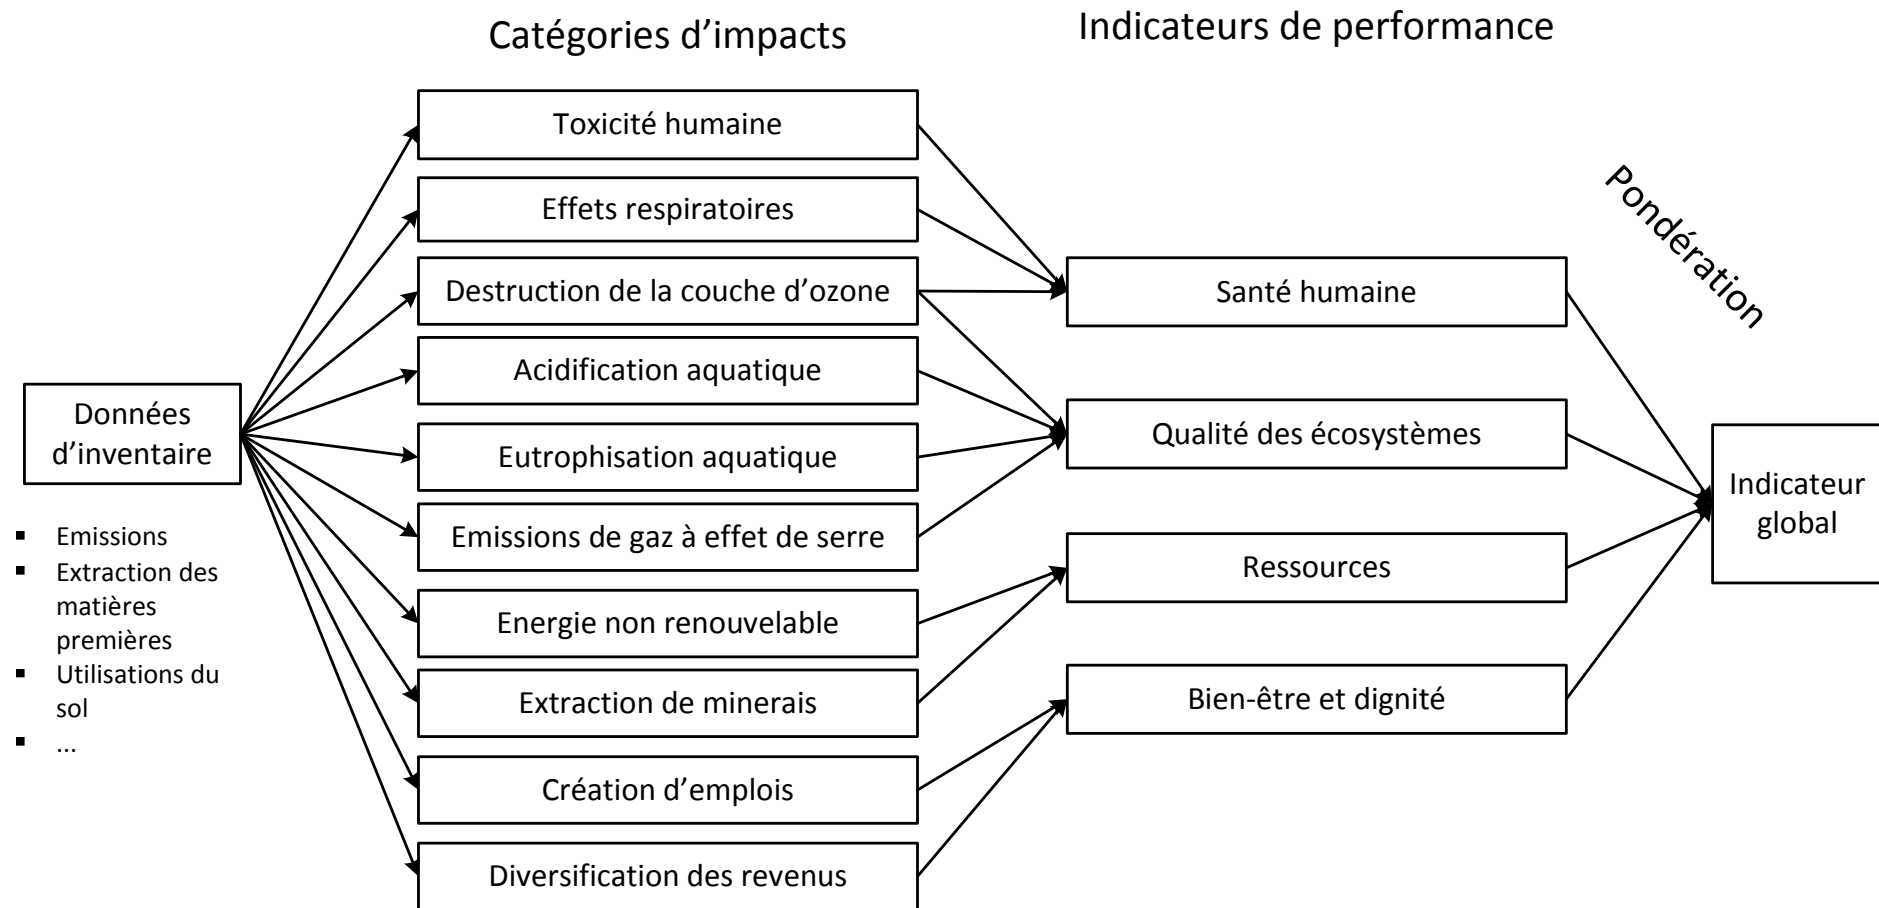 Catégories d’impacts
Indicateurs de performance
Toxicité humaine
Effets respiratoires
Destruction de la couche d’ozone
Acidification aquatique
Eutrophisation aquatique
Emissions de gaz à effet de serre
Energie non renouvelable
Extraction de minerais
Création d’emplois
Diversification des revenus
Données
d’inventaire
▪ Emissions
▪ Extraction des
matières
premières
▪ Utilisations du
sol
▪ ...
Santé humaine
Qualité des écosystèmes
Ressources
Bien-être et dignité
Pondération
Indicateur
global